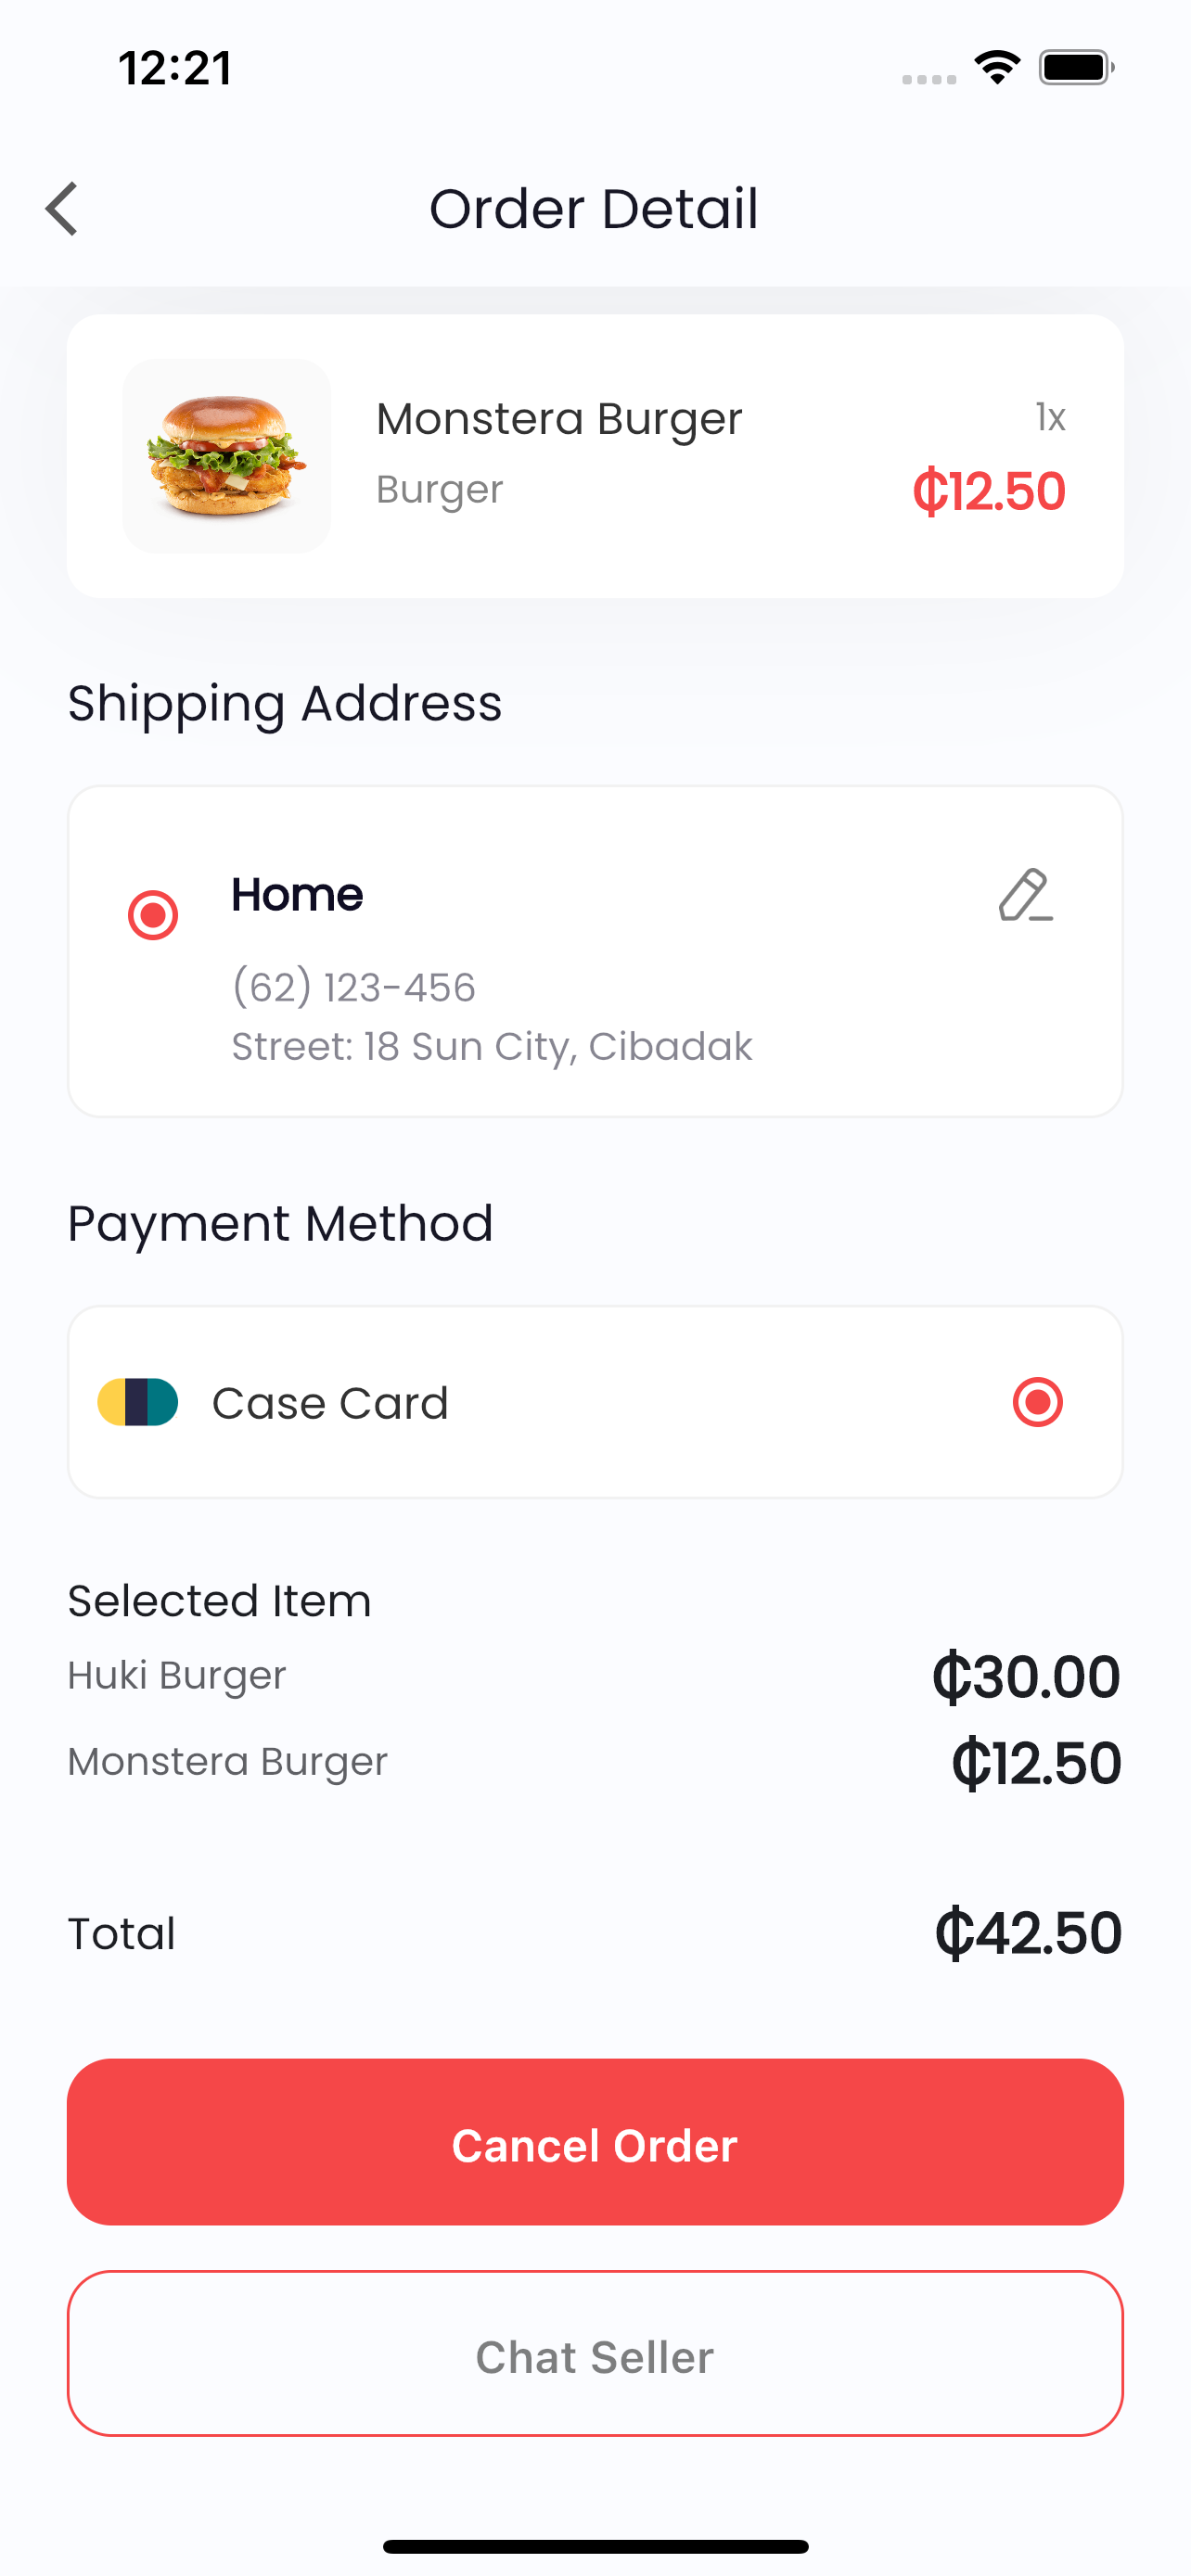 12:21
Order Detail
Monstera Burger 1x
Burger ₵12.50
Shipping Address
Home
(62) 123-456
Street: 18 Sun City, Cibadak
Payment Method
Case Card
Selected Item
Huki Burger ₵30.00
Monstera Burger ₵12.50
Total ₵42.50
Cancel Order
Chat Seller